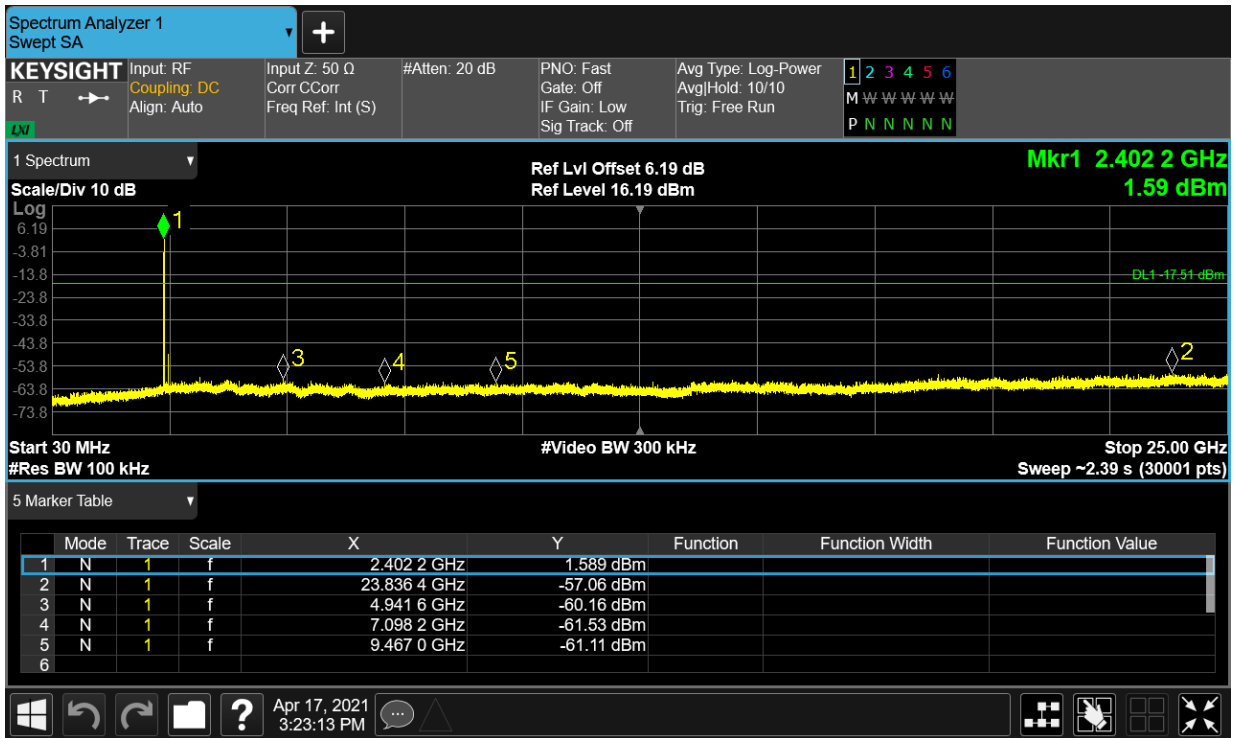 Spectrum Analyzer 1
Swept SA
+
KEYSIGHT
R T
LXI
Input: RF
Coupling: DC
Align: Auto
Input Z: 50 Ω
Corr CCorr
Freq Ref: Int (S)
#Atten: 20 dB
PNO: Fast
Gate: Off
IF Gain: Low
Sig Track: Off
Avg Type: Log-Power
Avg|Hold: 10/10
Trig: Free Run
1 2 3 4 5 6
M W W W W W
P N N N N N
1 Spectrum
Scale/Div 10 dB
Ref Lvl Offset 6.19 dB
Ref Level 16.19 dBm
Mkr1 2.402 2 GHz
1.59 dBm
Log
6.19
-3.81
-13.8
-23.8
-33.8
-43.8
-53.8
-63.8
-73.8
1
DL1 -17.51 dBm
3
4
5
2
Start 30 MHz
#Video BW 300 kHz
Stop 25.00 GHz
#Res BW 100 kHz
Sweep ~2.39 s (30001 pts)
5 Marker Table
Mode Trace Scale X Y Function Function Width Function Value
1 N 1 f 2.402 2 GHz 1.589 dBm
2 N 1 f 23.836 4 GHz -57.06 dBm
3 N 1 f 4.941 6 GHz -60.16 dBm
4 N 1 f 7.098 2 GHz -61.53 dBm
5 N 1 f 9.467 0 GHz -61.11 dBm
6
?
Apr 17, 2021
3:23:13 PM